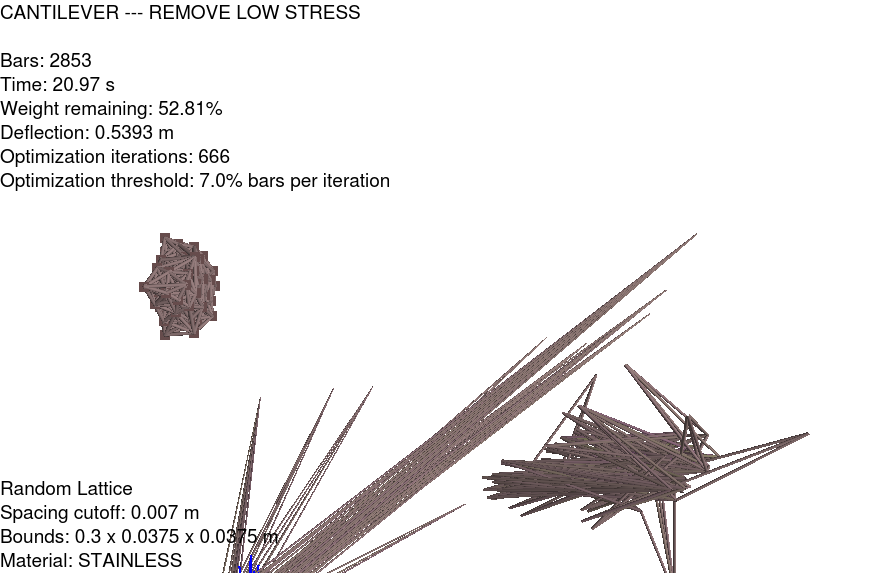 CANTILEVER --- REMOVE LOW STRESS
Bars: 2853
Time: 20.97 s
Weight remaining: 52.81%
Deflection: 0.5393 m
Optimization iterations: 666
Optimization threshold: 7.0% bars per iteration
Random Lattice
Spacing cutoff: 0.007 m
Bounds: 0.3 x 0.0375 x 0.0375 m
Material: STAINLESS